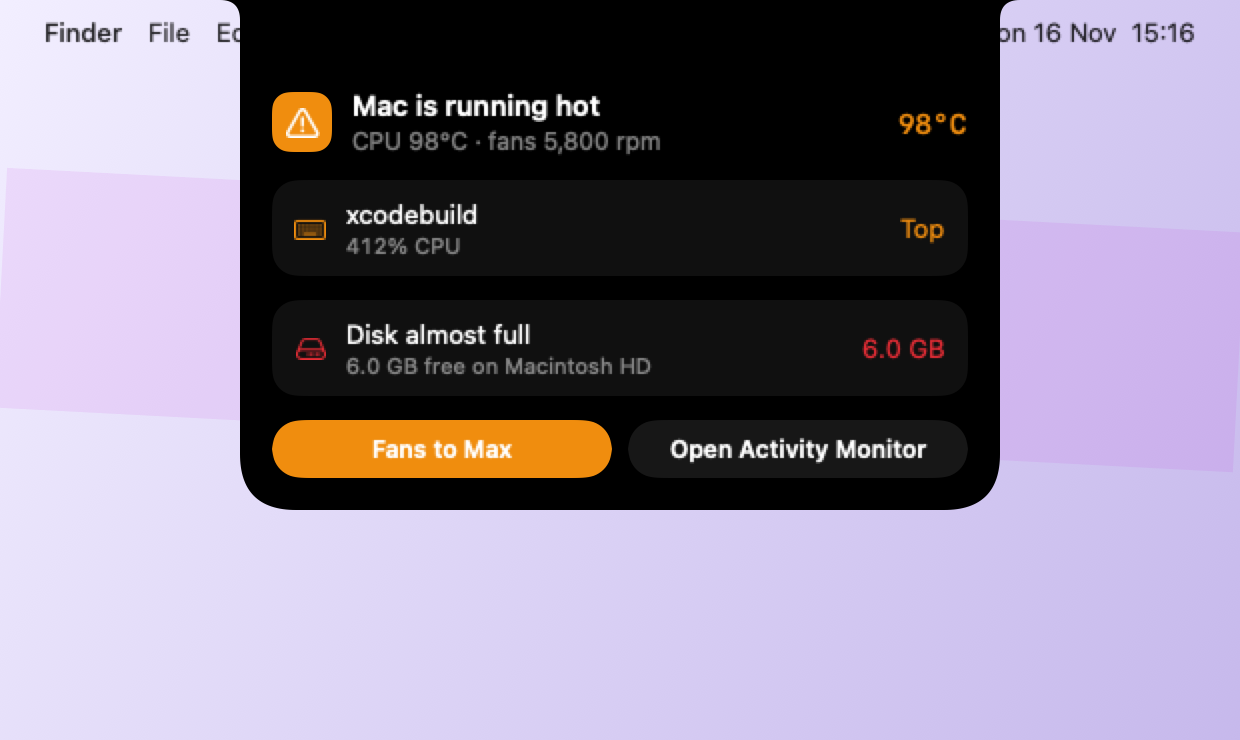 Finder File
16 Nov 15:16
Mac is running hot
CPU 98°C · fans 5,800 rpm
98°C
xcodebuild
412% CPU
Top
Disk almost full
6.0 GB free on Macintosh HD
6.0 GB
Fans to Max
Open Activity Monitor